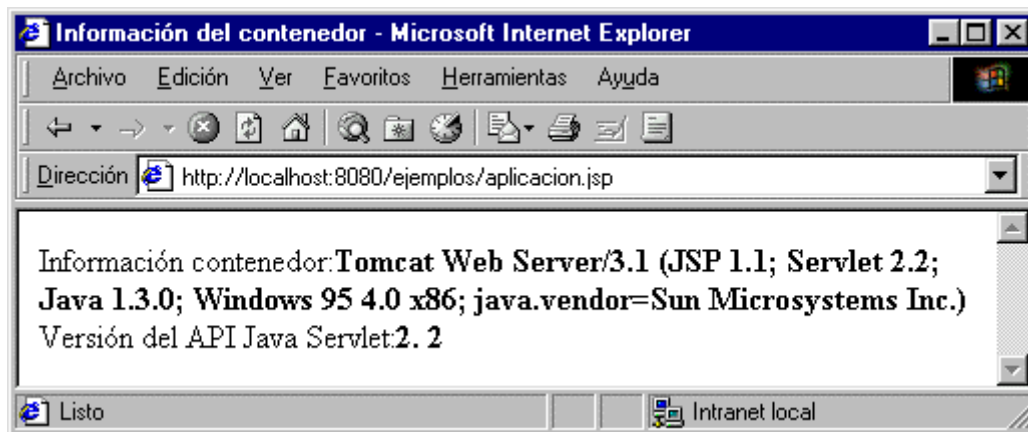 Información del contenedor - Microsoft Internet Explorer
Archivo Edición Ver Favoritos Herramientas Ayuda
Dirección http://localhost:8080/ejemplos/aplicacion.jsp
Información contenedor:Tomcat Web Server/3.1 (JSP 1.1; Servlet 2.2;
Java 1.3.0; Windows 95 4.0 x86; java.vendor=Sun Microsystems Inc.)
Versión del API Java Servlet:2. 2
Listo Intranet local